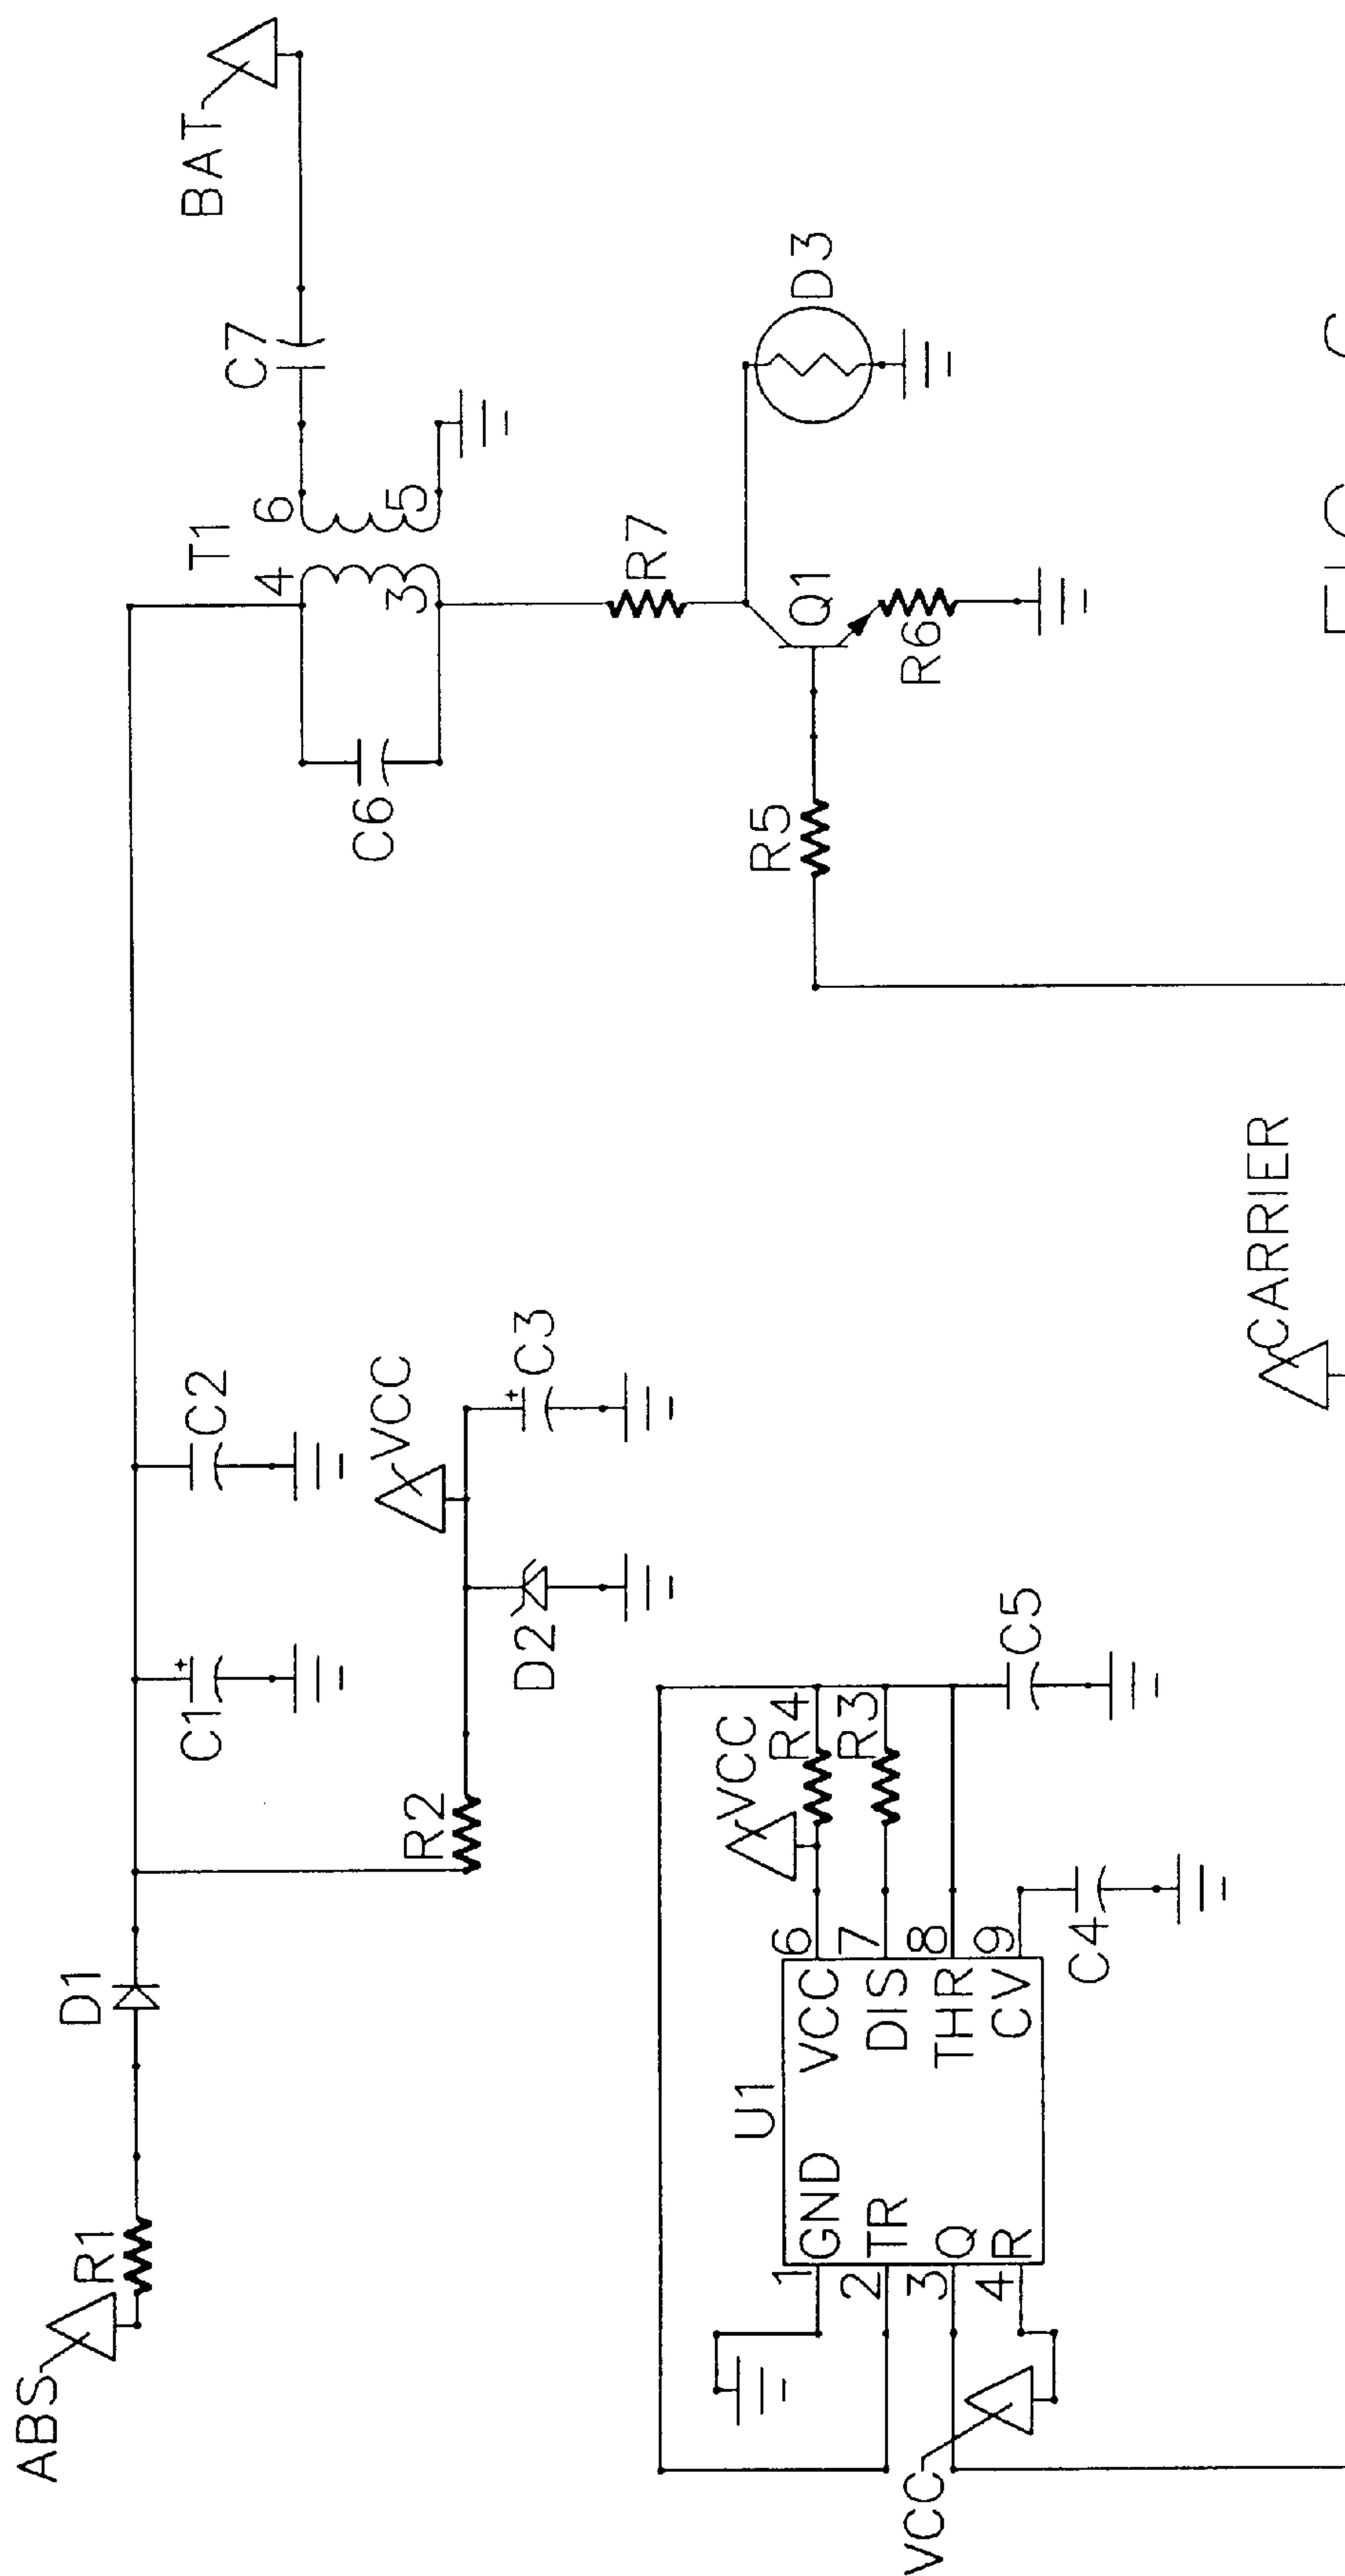 ABS
R1
D1
C1
+
C2
R2
D2
VCC
C3
+
T1
4
6
3
5
C6
C7
BAT
R7
Q1
D3
R5
R6
U1
1
GND
2
TR
3
Q
4
R
VCC
6
DIS
7
THR
8
CV
9
VCC
R4
R3
C5
C4
VCC
CARRIER